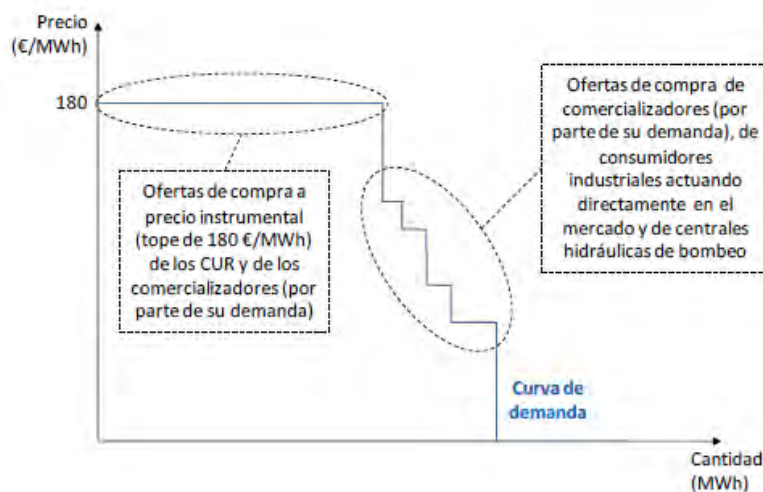 Precio
(€/MWh)
180
Ofertas de compra a
precio instrumental
(tope de 180 €/MWh)
de los CUR y de los
comercializadores (por
parte de su demanda)
Ofertas de compra de
comercializadores (por
parte de su demanda), de
consumidores
industriales actuando
directamente en el
mercado y de centrales
hidráulicas de bombeo
Curva de
demanda
Cantidad
(MWh)